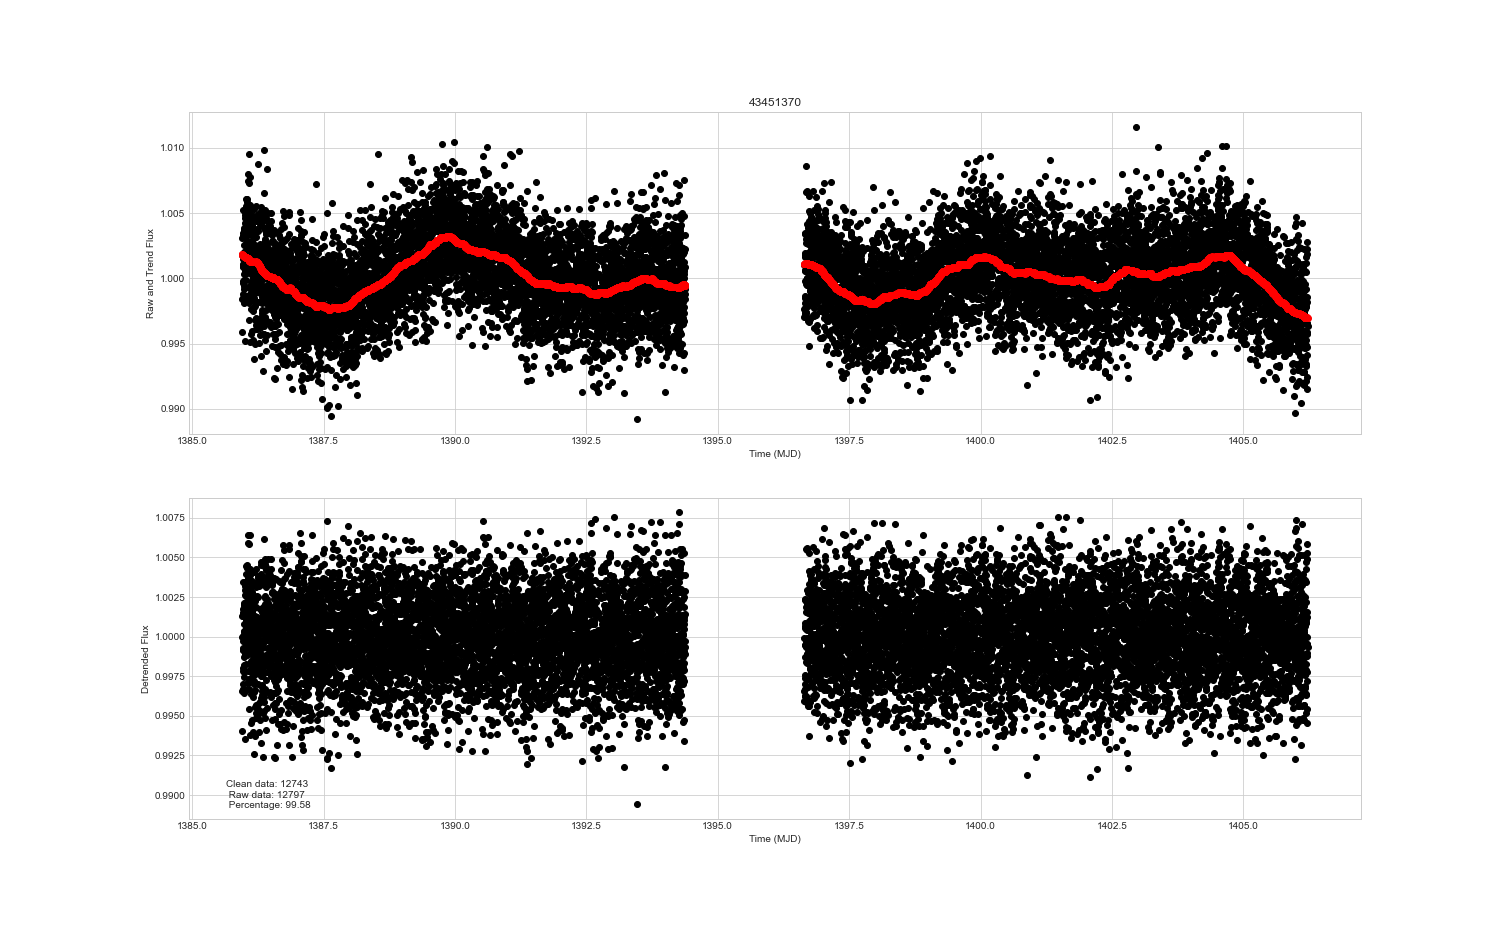 43451370
1.010
1.005
1.000
0.995
0.990
Raw and Trend Flux
1385.0 1387.5 1390.0 1392.5 1395.0 1397.5 1400.0 1402.5 1405.0
Time (MJD)
1.0075
1.0050
1.0025
1.0000
0.9975
0.9950
0.9925
0.9900
Detrended Flux
Clean data: 12743
Raw data: 12797
Percentage: 99.58
1385.0 1387.5 1390.0 1392.5 1395.0 1397.5 1400.0 1402.5 1405.0
Time (MJD)